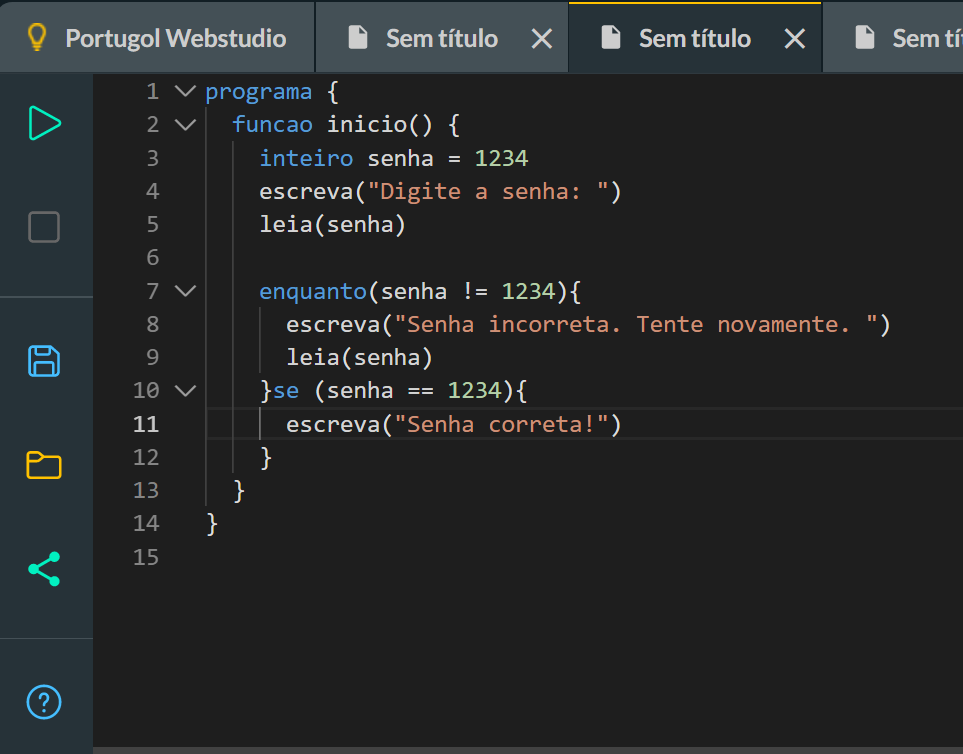 Portugol Webstudio
Sem título
Sem título
Sem tí
1 programa {
2 funcao inicio() {
3 inteiro senha = 1234
4 escreva("Digite a senha: ")
5 leia(senha)
6
7 enquanto(senha != 1234){
8 escreva("Senha incorreta. Tente novamente. ")
9 leia(senha)
10 }se (senha == 1234){
11 escreva("Senha correta!")
12 }
13 }
14 }
15